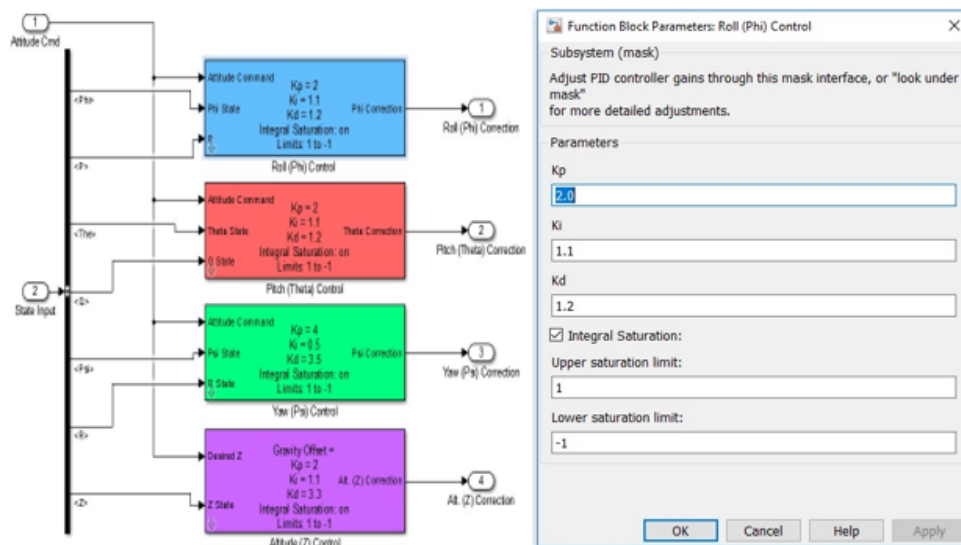 1
Attitude Cmd
<Phi>
<P>
<The>
2
State Input
<Q>
<Psi>
<R>
<Z>
Attitude Command
Kp = 2
Ki = 1.1
Kd = 1.2
Integral Saturation: on
Limits: 1 to -1
Phi State
P
Phi Correction
Roll (Phi) Control
1
Roll (Phi) Correction
Attitude Command
Kp = 2
Ki = 1.1
Kd = 1.2
Integral Saturation: on
Limits: 1 to -1
Theta State
Q State
Theta Correction
Pitch (Theta) Control
2
Pitch (Theta) Correction
Attitude Command
Kp = 4
Ki = 0.5
Kd = 3.5
Integral Saturation: on
Limits: 1 to -1
Psi State
R State
Psi Correction
Yaw (Psi) Control
3
Yaw (Psi) Correction
Desired Z
Gravity Offset =
Kp = 2
Ki = 1.1
Kd = 3.3
Integral Saturation: on
Limits: 1 to -1
Z State
Alt. (Z) Correction
Altitude (Z) Control
4
Alt. (Z) Correction
Function Block Parameters: Roll (Phi) Control
Subsystem (mask)
Adjust PID controller gains through this mask interface, or "look under
mask"
for more detailed adjustments.
Parameters
Kp
2.0
Ki
1.1
Kd
1.2
Integral Saturation:
Upper saturation limit:
1
Lower saturation limit:
-1
OK
Cancel
Help
Apply